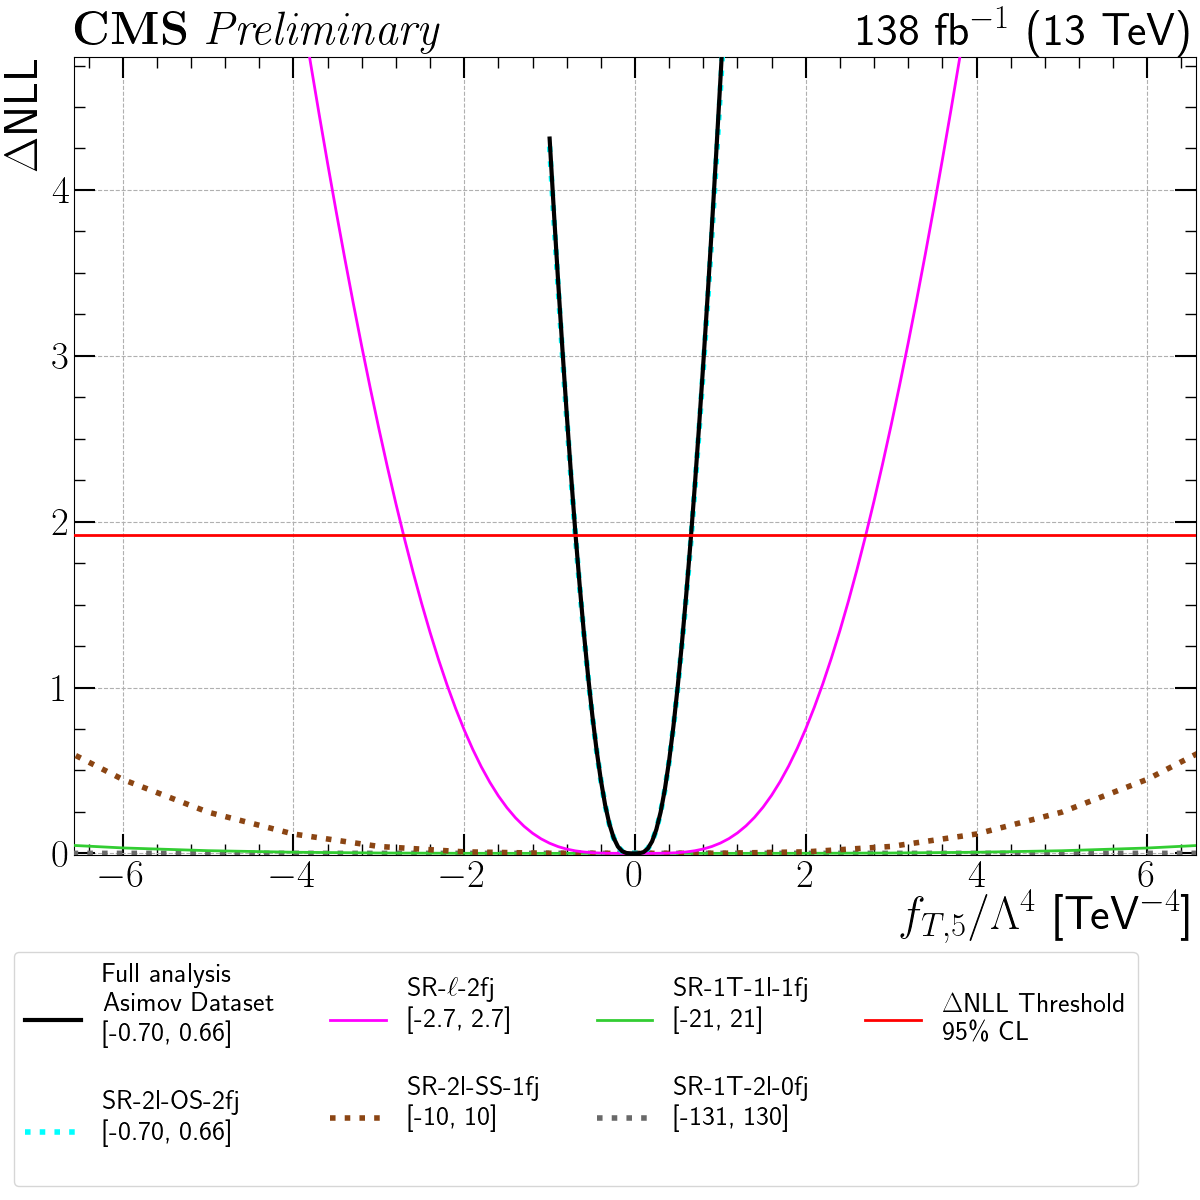 CMS Preliminary 138 fb⁻¹ (13 TeV)
ΔNLL
4
3
2
1
0
−6 −4 −2 0 2 4 6
f_{T,5}/Λ⁴ [TeV⁻⁴]
Full analysis
Asimov Dataset
[-0.70, 0.66]
SR-2l-OS-2fj
[-0.70, 0.66]
SR-ℓ-2fj
[-2.7, 2.7]
SR-2l-SS-1fj
[-10, 10]
SR-1T-1l-1fj
[-21, 21]
SR-1T-2l-0fj
[-131, 130]
ΔNLL Threshold
95% CL